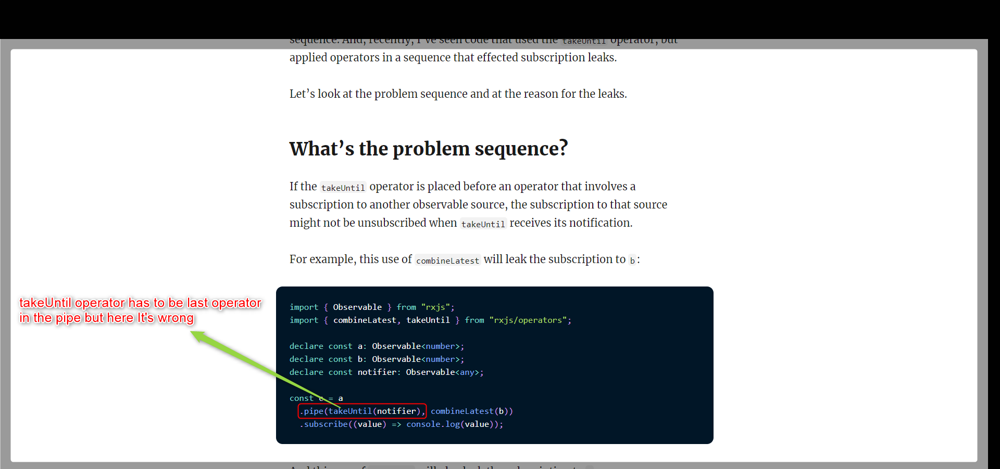 sequence. And, recently, I've seen code that used the takeUntil operator, but
applied operators in a sequence that effected subscription leaks.
Let's look at the problem sequence and at the reason for the leaks.
What's the problem sequence?
If the takeUntil operator is placed before an operator that involves a
subscription to another observable source, the subscription to that source
might not be unsubscribed when takeUntil receives its notification.
For example, this use of combineLatest will leak the subscription to b:
takeUntil operator has to be last operator
in the pipe but here It's wrong
import { Observable } from "rxjs";
import { combineLatest, takeUntil } from "rxjs/operators";
declare const a: Observable<number>;
declare const b: Observable<number>;
declare const notifier: Observable<any>;
const c = a
.pipe(takeUntil(notifier), combineLatest(b))
.subscribe((value) => console.log(value));